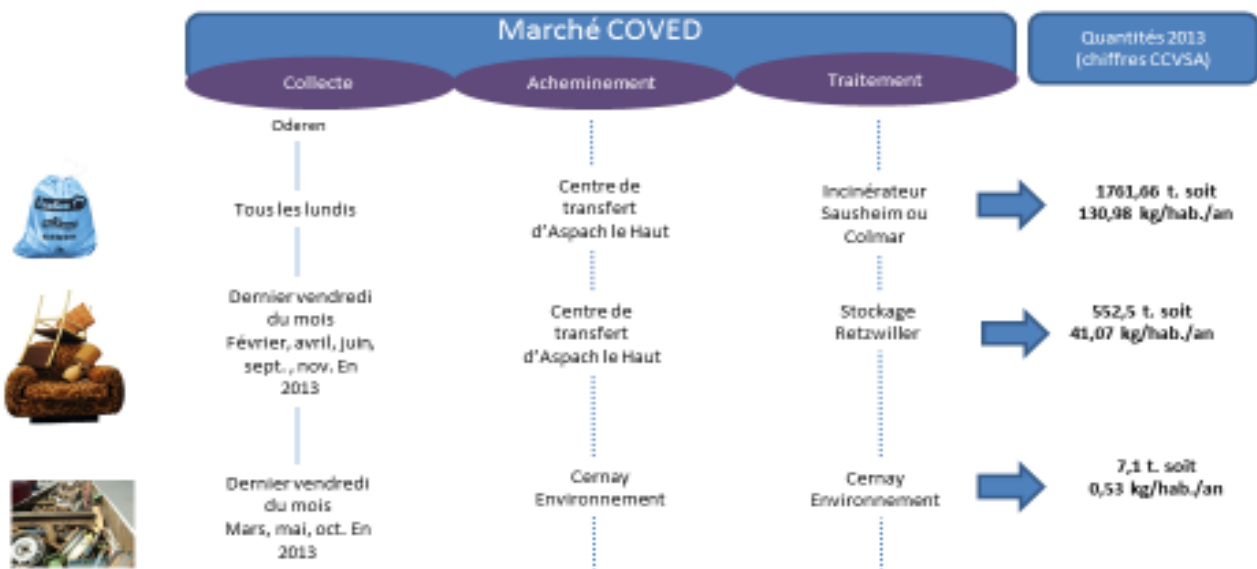 Marché COVED
Quantités 2013
(chiffres CCVSA)
Collecte
Acheminement
Traitement
Oderen
Tous les lundis
Centre de
transfert
d'Aspach le Haut
Incinérateur
Sausheim ou
Colmar
1761,66 t. soit
130,98 kg/hab./an
Dernier vendredi
du mois
Février, avril, juin,
sept., nov. En
2013
Centre de
transfert
d'Aspach le Haut
Stockage
Retzwiller
552,5 t. soit
41,07 kg/hab./an
Dernier vendredi
du mois
Mars, mai, oct. En
2013
Cernay
Environnement
Cernay
Environnement
7,1 t. soit
0,53 kg/hab./an